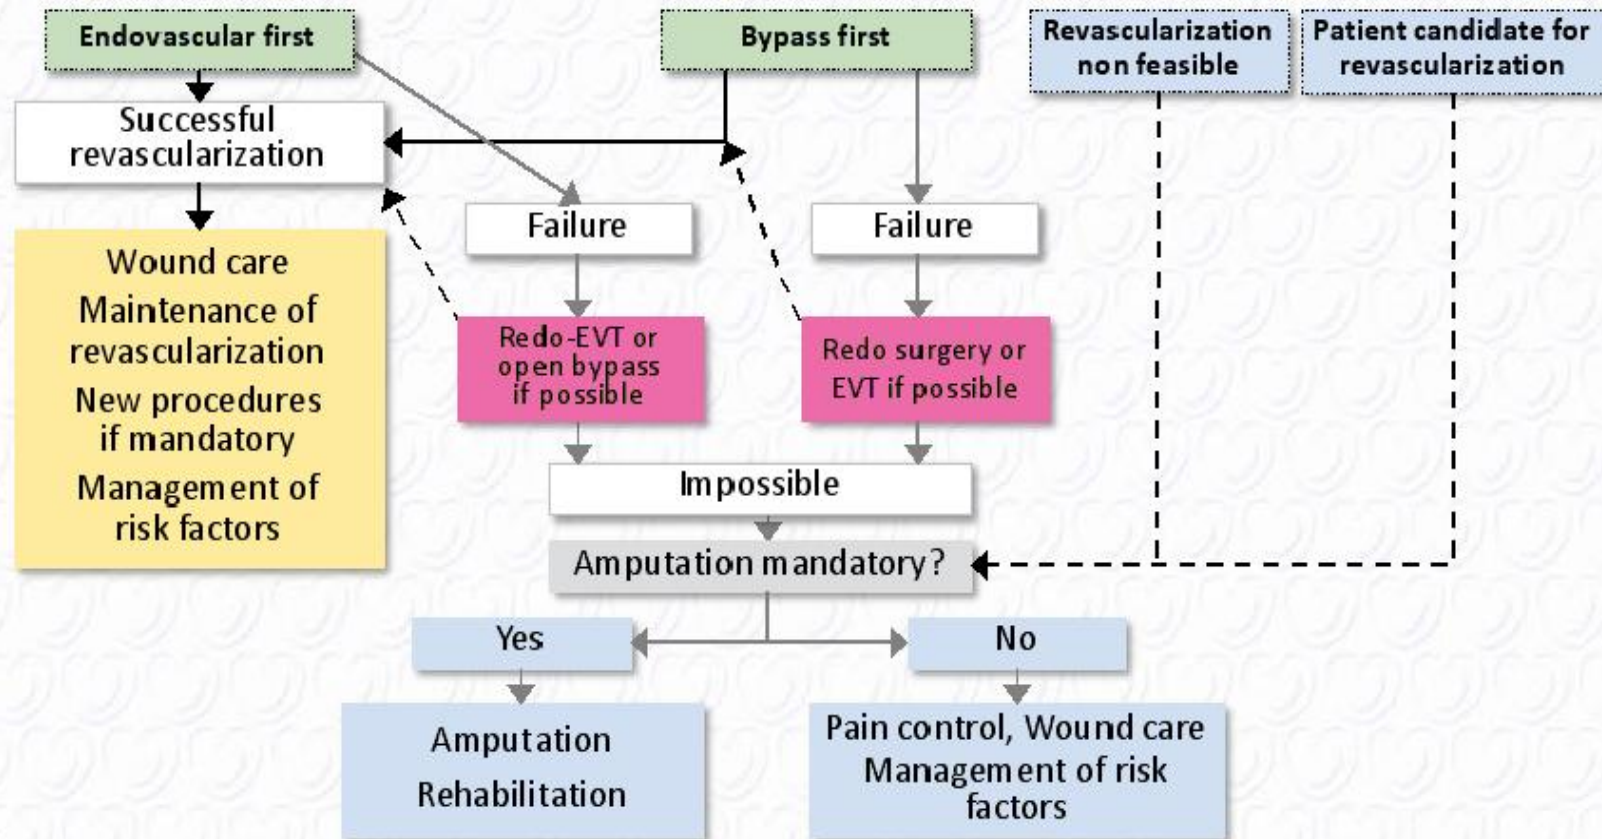 Endovascular first
Bypass first
Revascularization
non feasible
Patient candidate for
revascularization
Successful
revascularization
Failure
Failure
Wound care
Maintenance of
revascularization
New procedures
if mandatory
Management of
risk factors
Redo-EVT or
open bypass
if possible
Redo surgery or
EVT if possible
Impossible
Amputation mandatory?
Yes
No
Amputation
Rehabilitation
Pain control, Wound care
Management of risk
factors